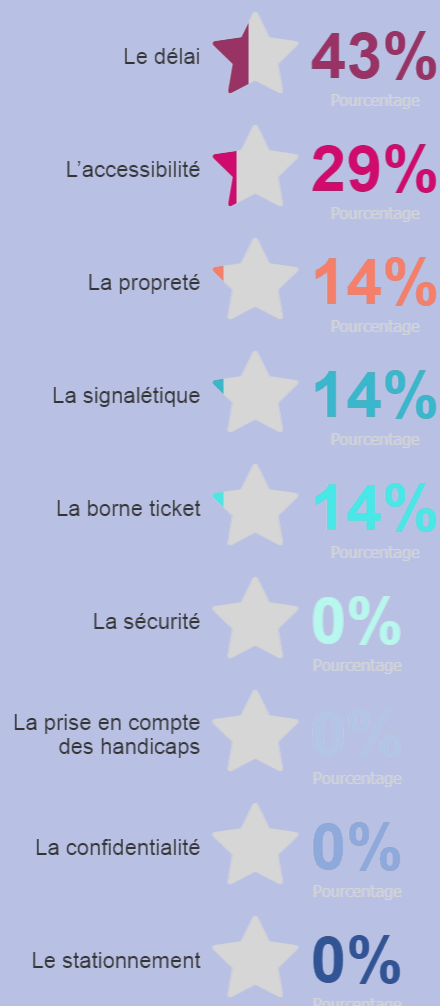 Le délai
43%
Pourcentage
L'accessibilité
29%
Pourcentage
La propreté
14%
Pourcentage
La signalétique
14%
Pourcentage
La borne ticket
14%
Pourcentage
La sécurité
0%
Pourcentage
La prise en compte
des handicaps
0%
Pourcentage
La confidentialité
0%
Pourcentage
Le stationnement
0%
Pourcentage